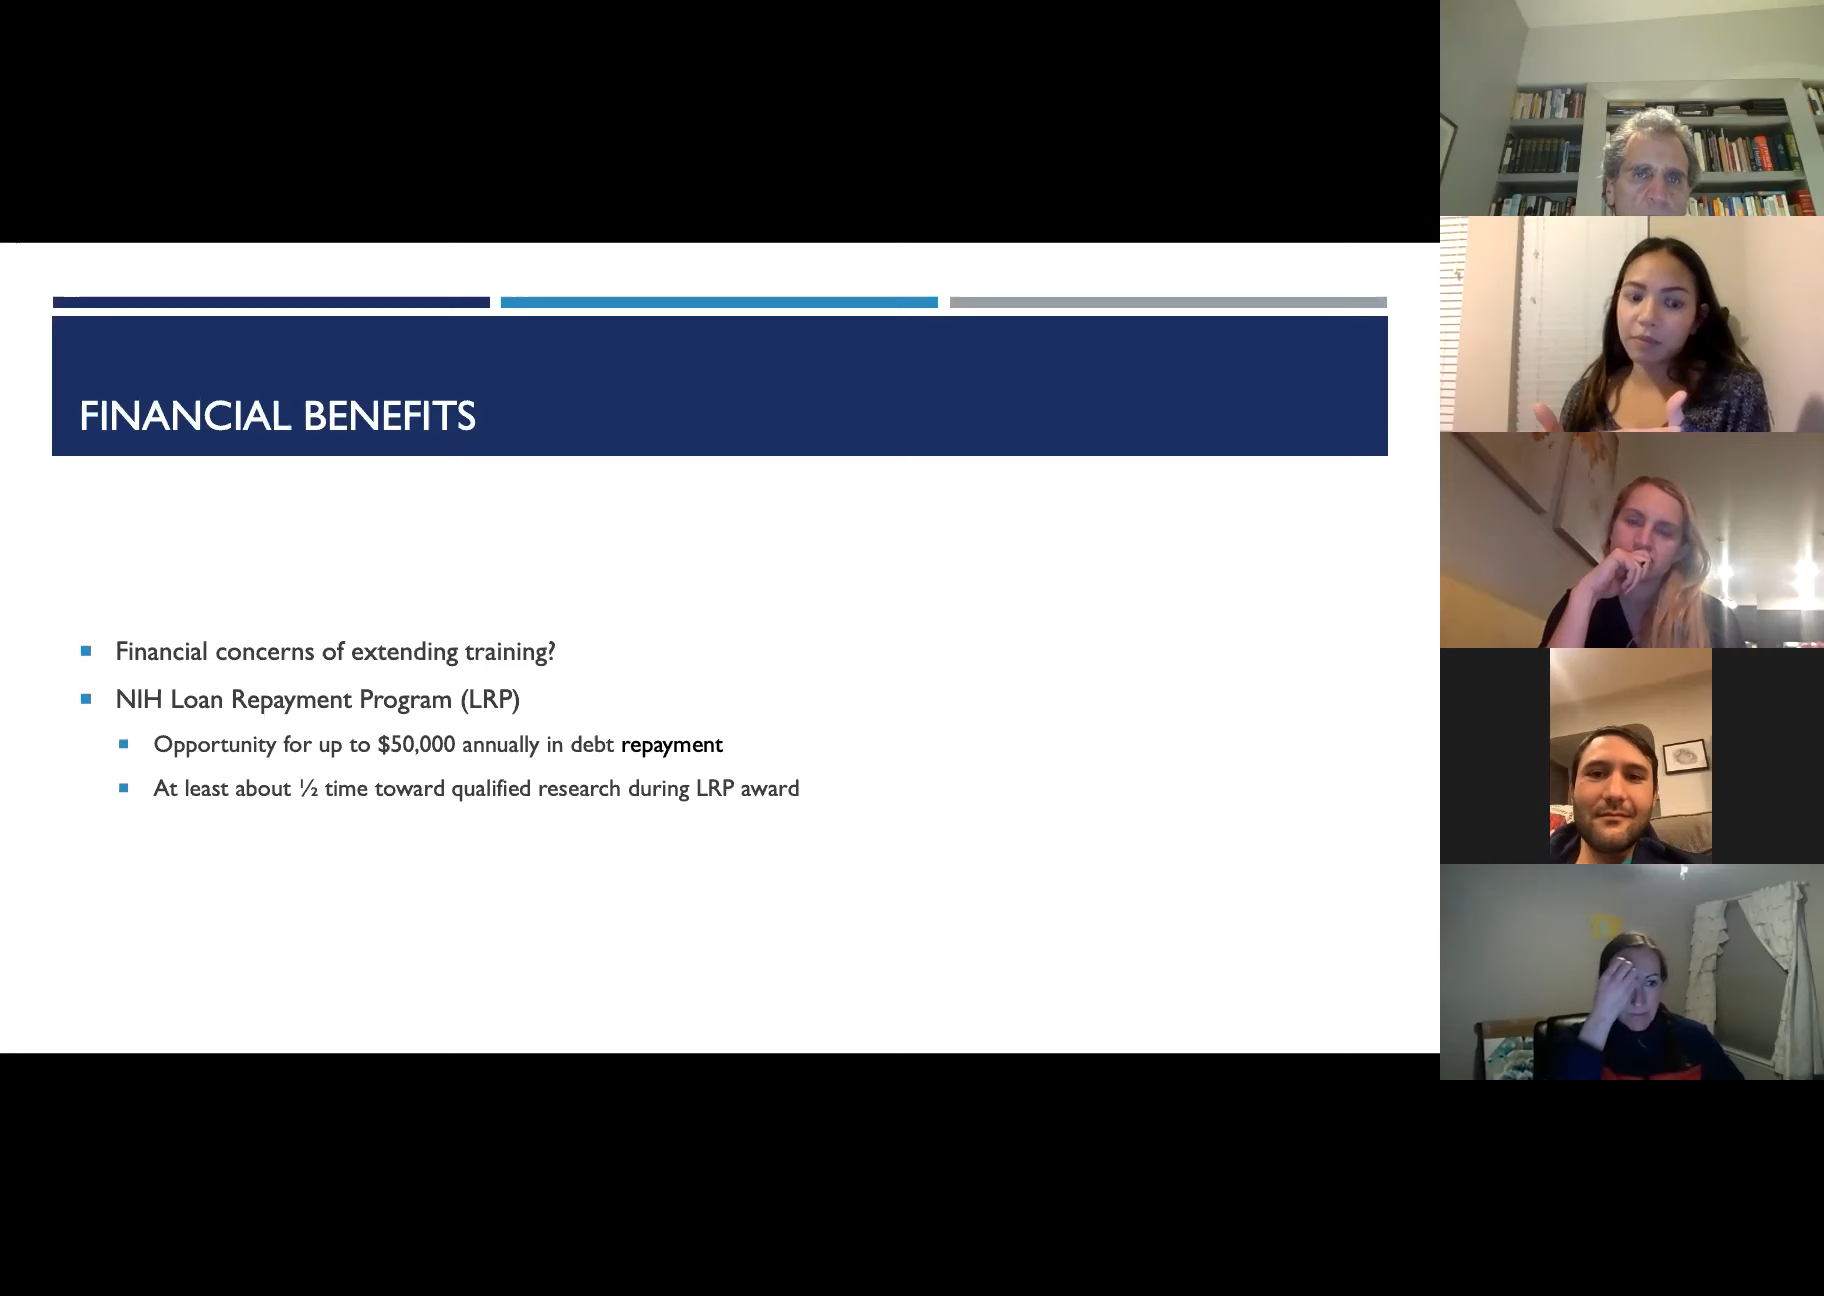 FINANCIAL BENEFITS
Financial concerns of extending training?
NIH Loan Repayment Program (LRP)
Opportunity for up to $50,000 annually in debt repayment
At least about ½ time toward qualified research during LRP award